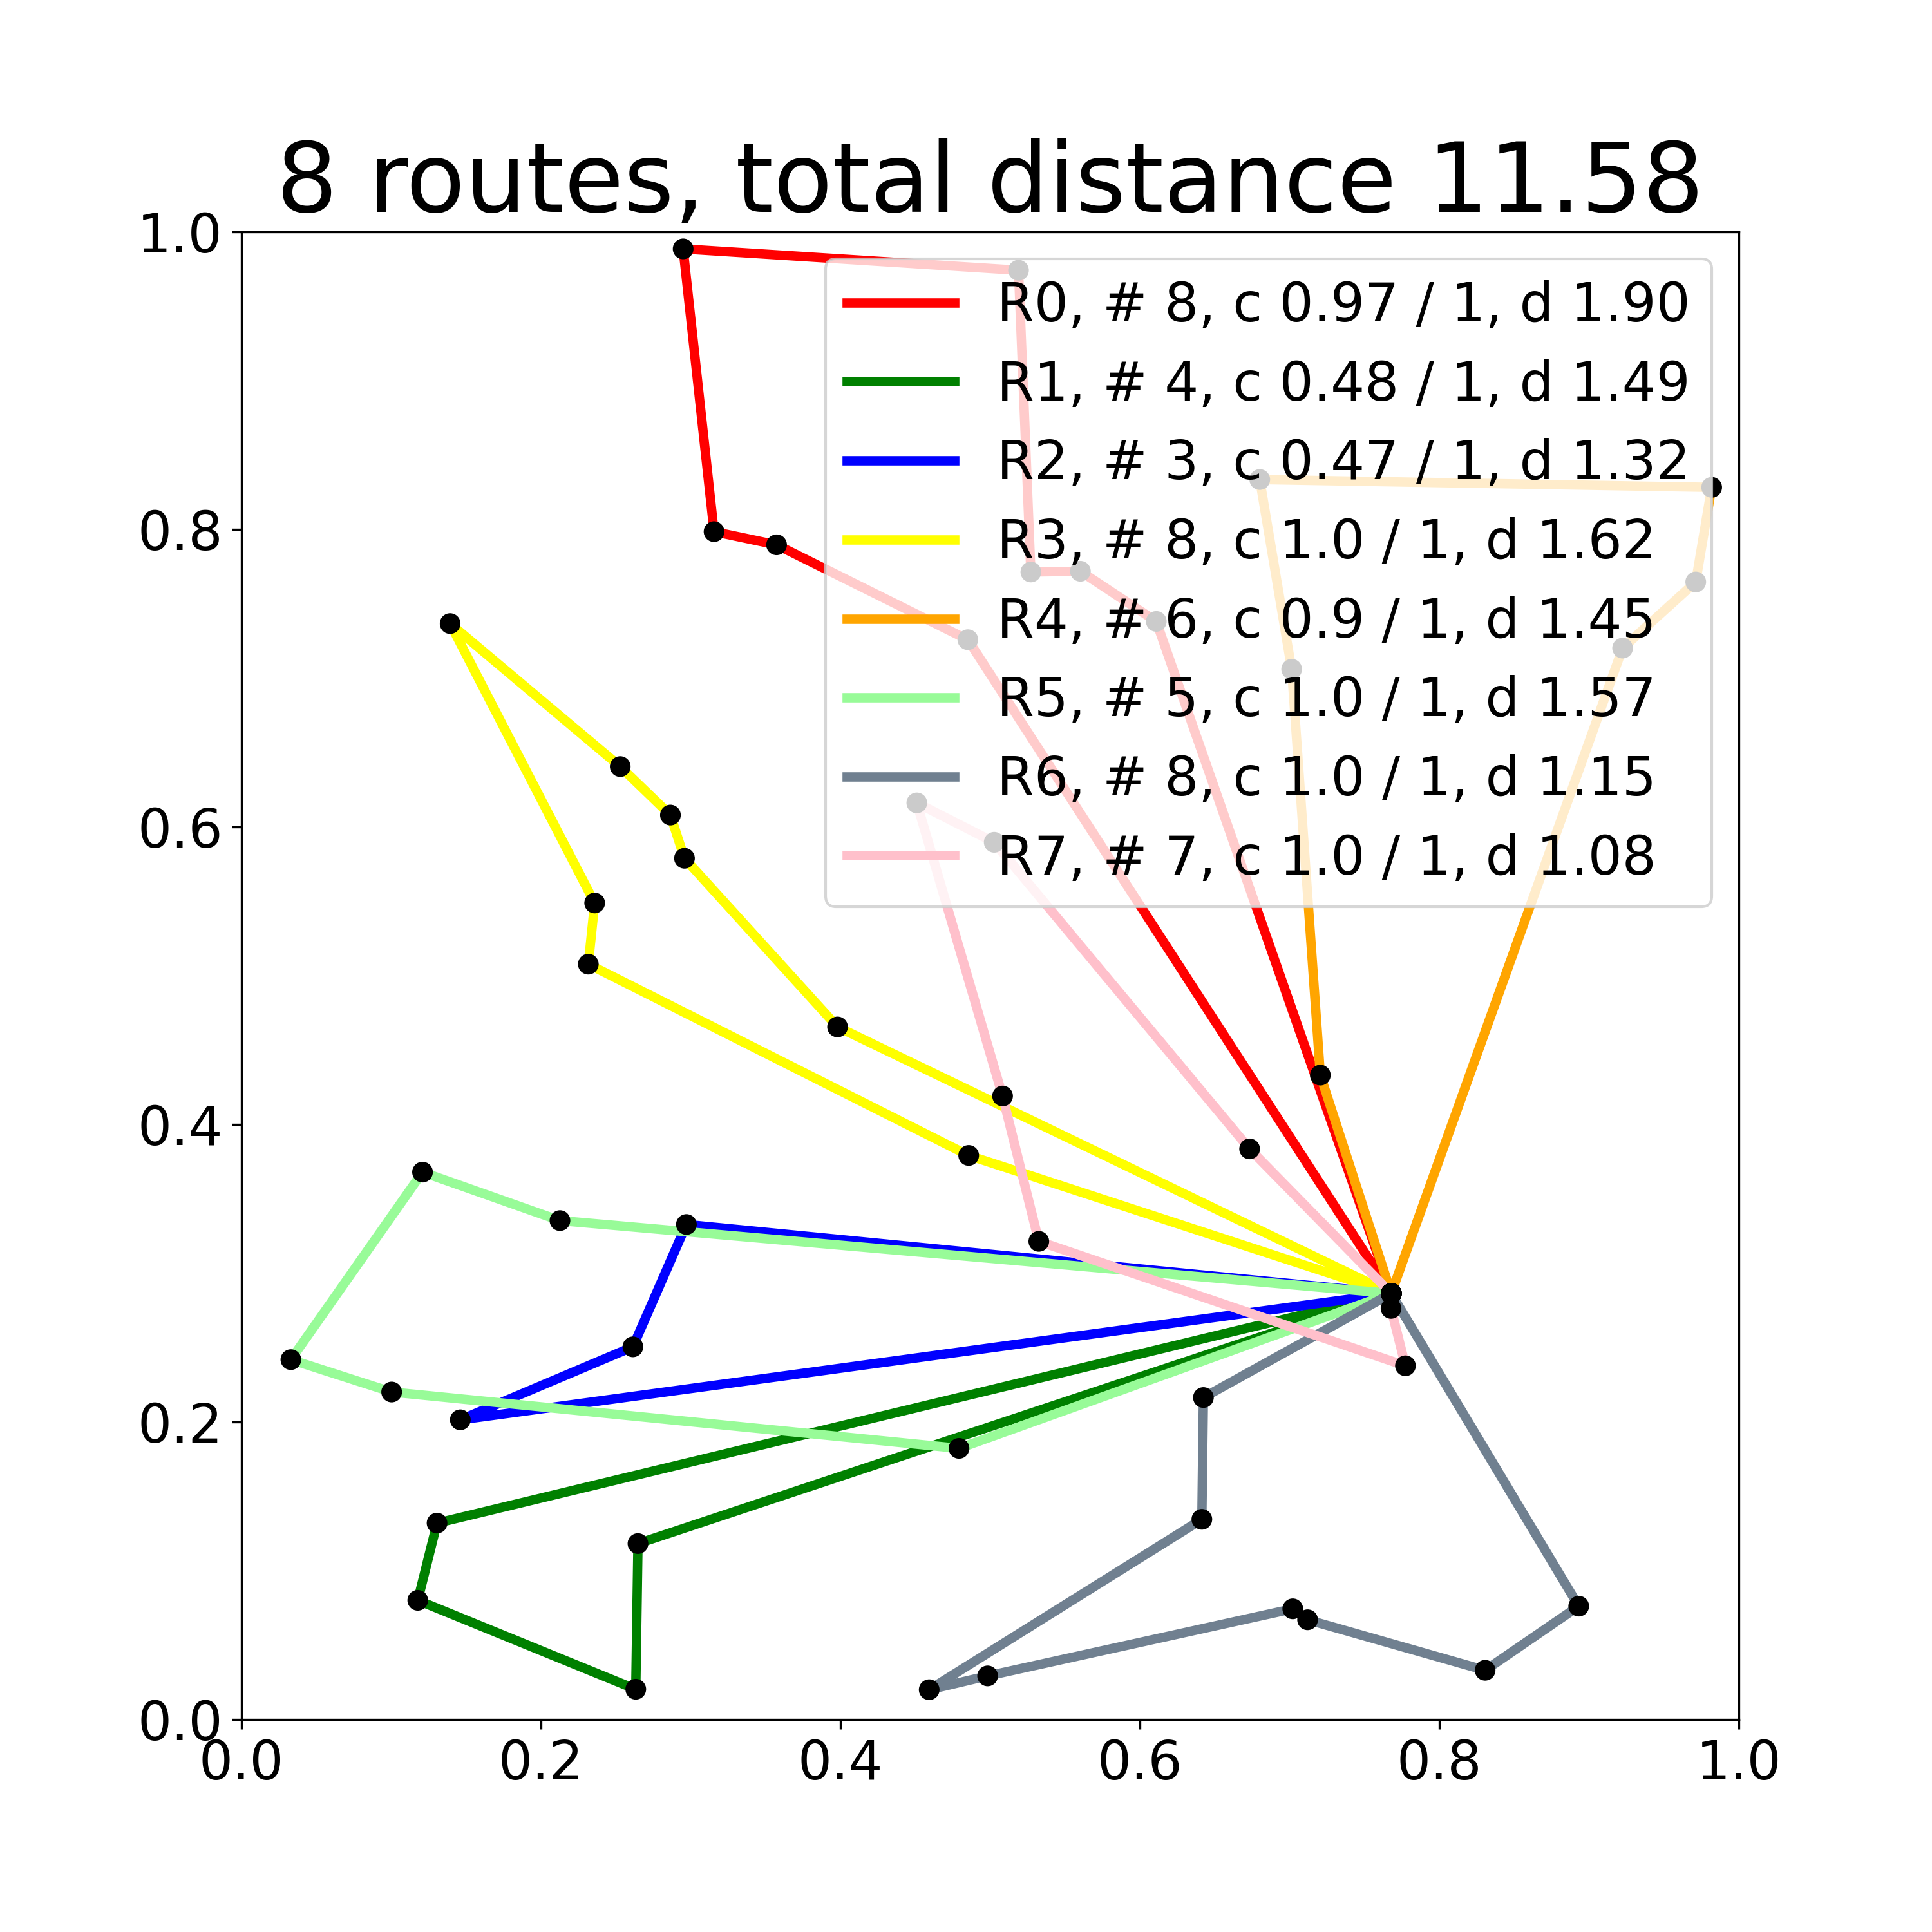 8 routes, total distance 11.58
1.0
0.8
0.6
0.4
0.2
0.0
R0, # 8, c 0.97 / 1, d 1.90
R1, # 4, c 0.48 / 1, d 1.49
R2, # 3, c 0.47 / 1, d 1.32
R3, # 8, c 1.0 / 1, d 1.62
R4, # 6, c 0.9 / 1, d 1.45
R5, # 5, c 1.0 / 1, d 1.57
R6, # 8, c 1.0 / 1, d 1.15
R7, # 7, c 1.0 / 1, d 1.08
0.0 0.2 0.4 0.6 0.8 1.0